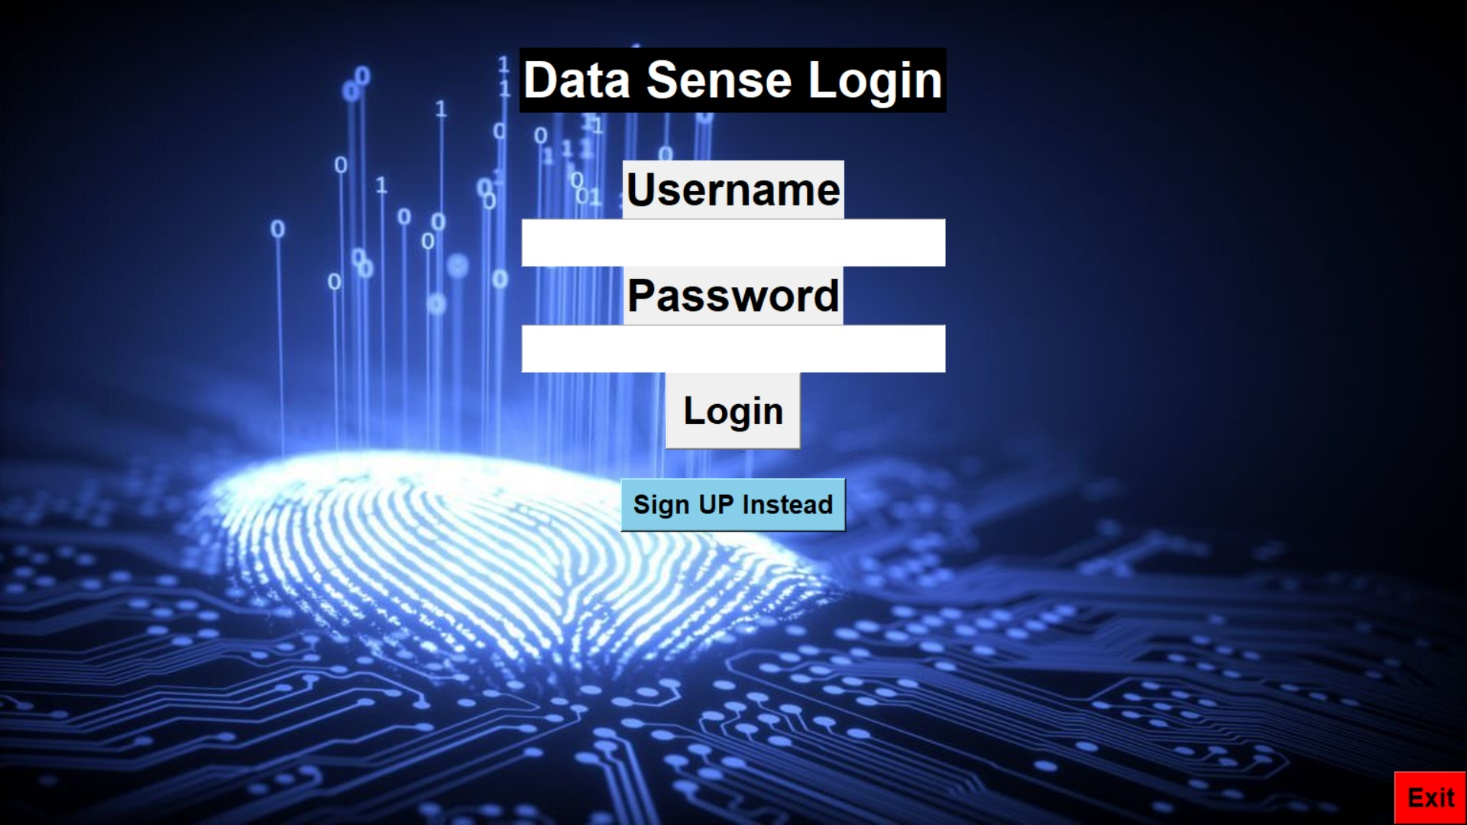 Data Sense Login
Username
Password
Login
Sign UP Instead
Exit